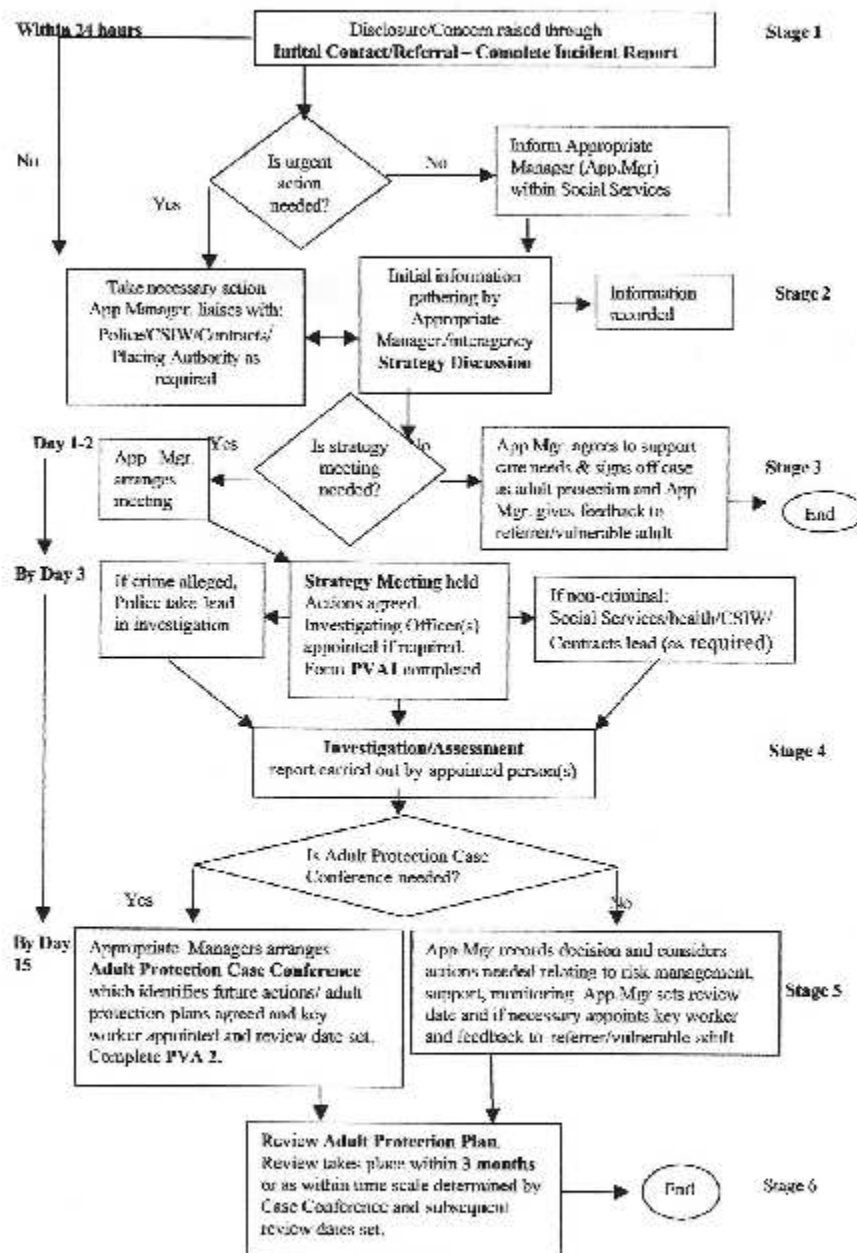 Within 24 hours
Disclosure/Concern raised through
Initial Contact/Referral – Complete Incident Report
Stage 1
No
Is urgent
action
needed?
No
Yes
Inform Appropriate
Manager (App.Mgr)
within Social Services
Take necessary action
App Manager, liaises with:
Police/CSIW/Contracts/
Placing Authority as
required
Initial information
gathering by
Appropriate
Manager/interagency
Strategy Discussion
Information
recorded
Stage 2
Day 1-2
App Mgr.
arranges
meeting
Yes
Is strategy
meeting
needed?
No
App Mgr. agrees to support
care needs & signs off case
as adult protection and App
Mgr. gives feedback to
referrer/vulnerable adult
Stage 3
End
By Day 3
If crime alleged,
Police take lead
in investigation
Strategy Meeting held
Actions agreed.
Investigating Officer(s)
appointed if required.
Form PVA1 completed
If non-criminal:
Social Services/health/CSIW/
Contracts lead (as required)
Investigation/Assessment
report carried out by appointed person(s)
Stage 4
Is Adult Protection Case
Conference needed?
Yes
No
By Day
15
Appropriate Managers arranges
Adult Protection Case Conference
which identifies future actions/ adult
protection plans agreed and key
worker appointed and review date set.
Complete PVA 2.
App Mgr records decision and considers
actions needed relating to risk management,
support, monitoring. App.Mgr sets review
date and if necessary appoints key worker
and feedback to referrer/vulnerable adult
Stage 5
Review Adult Protection Plan.
Review takes place within 3 months
or as within time scale determined by
Case Conference and subsequent
review dates set.
End
Stage 6